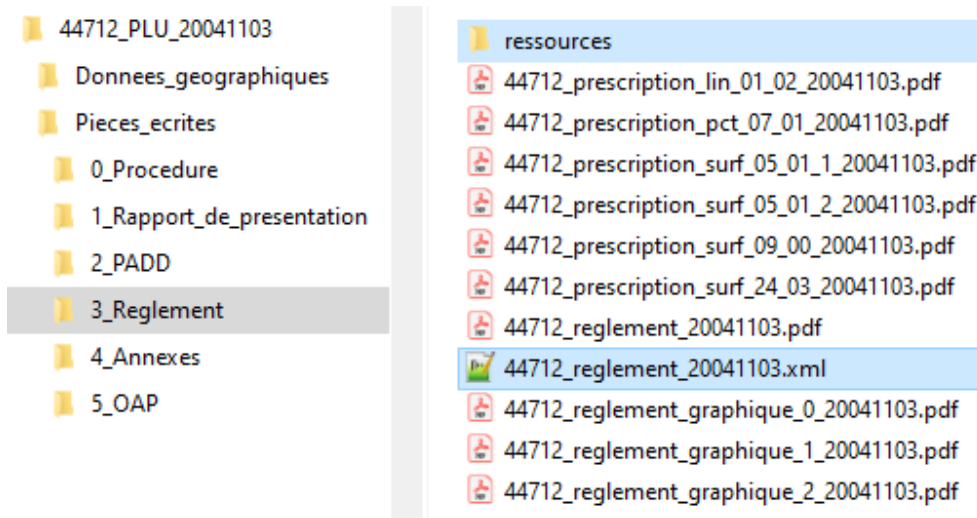 44712_PLU_20041103
Donnees_geographiques
Pieces_ecrites
0_Procedure
1_Rapport_de_presentation
2_PADD
3_Reglement
4_Annexes
5_OAP
ressources
44712_prescription_lin_01_02_20041103.pdf
44712_prescription_pct_07_01_20041103.pdf
44712_prescription_surf_05_01_1_20041103.pdf
44712_prescription_surf_05_01_2_20041103.pdf
44712_prescription_surf_09_00_20041103.pdf
44712_prescription_surf_24_03_20041103.pdf
44712_reglement_20041103.pdf
44712_reglement_20041103.xml
44712_reglement_graphique_0_20041103.pdf
44712_reglement_graphique_1_20041103.pdf
44712_reglement_graphique_2_20041103.pdf